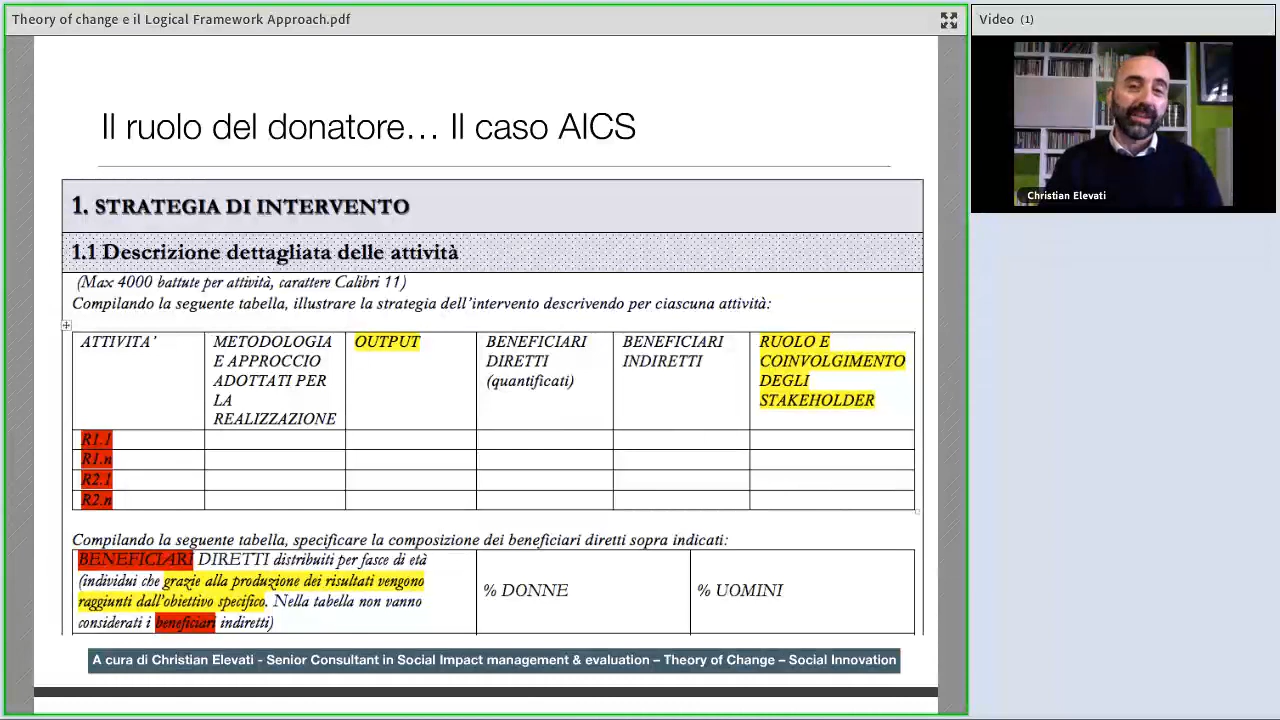 Theory of change e il Logical Framework Approach.pdf
Video (1)
Christian Elevati
Il ruolo del donatore… Il caso AICS
1. STRATEGIA DI INTERVENTO
1.1 Descrizione dettagliata delle attività
(Max 4000 battute per attività, carattere Calibri 11)
Compilando la seguente tabella, illustrare la strategia dell'intervento descrivendo per ciascuna attività:
ATTIVITA'
METODOLOGIA
E APPROCCIO
ADOTTATI PER
LA
REALIZZAZIONE
OUTPUT
BENEFICIARI
DIRETTI
(quantificati)
BENEFICIARI
INDIRETTI
RUOLO E
COINVOLGIMENTO
DEGLI
STAKEHOLDER
R1.1
R1.n
R2.1
R2.n
Compilando la seguente tabella, specificare la composizione dei beneficiari diretti sopra indicati:
BENEFICIARI DIRETTI distribuiti per fasce di età
(individui che grazie alla produzione dei risultati vengono
raggiunti dall'obiettivo specifico. Nella tabella non vanno
considerati i beneficiari indiretti)
% DONNE
% UOMINI
A cura di Christian Elevati - Senior Consultant in Social Impact management & evaluation – Theory of Change – Social Innovation